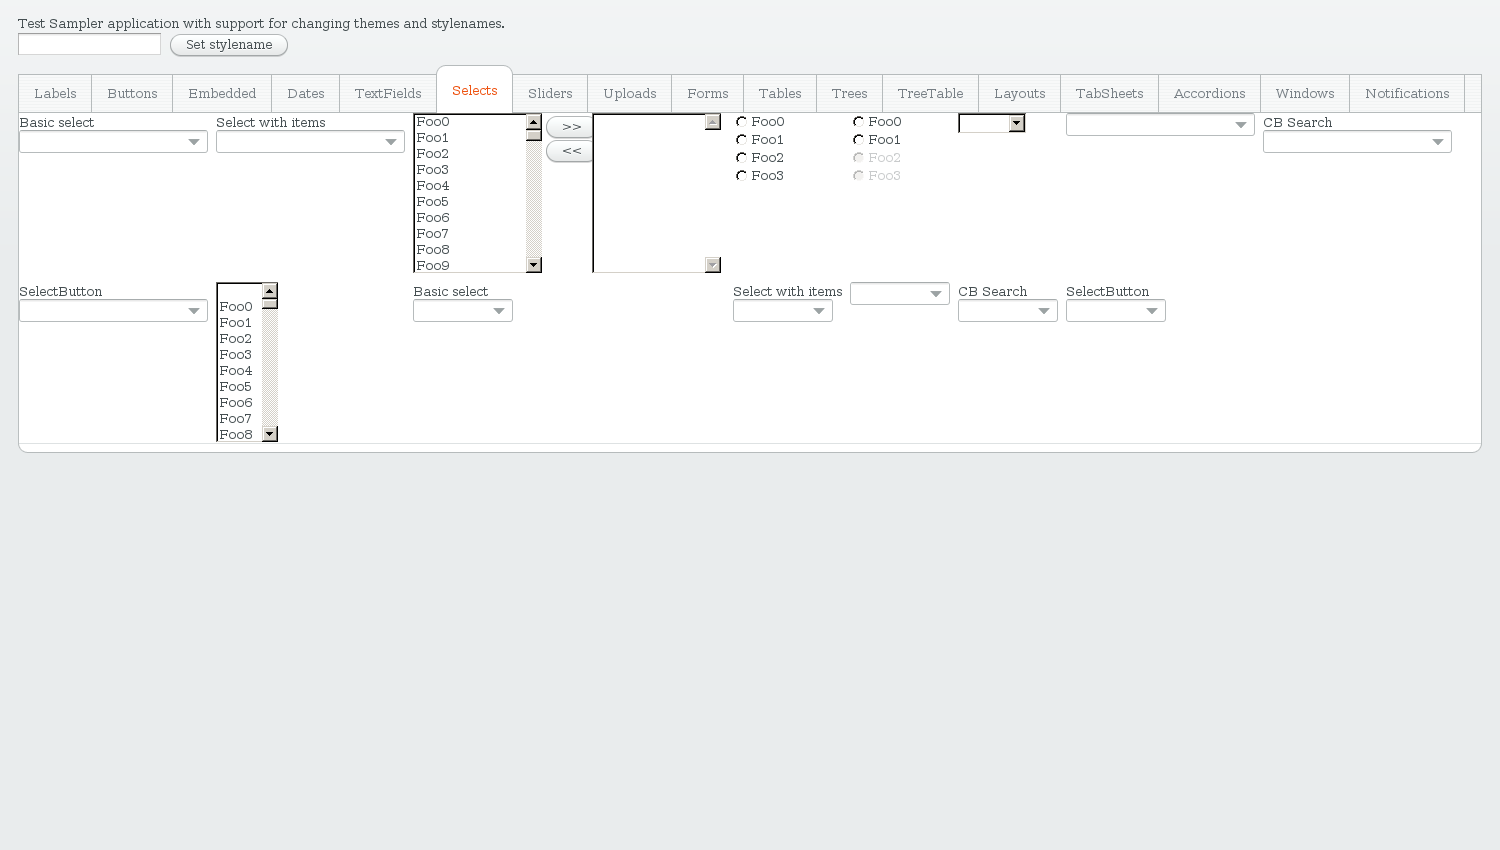 Test Sampler application with support for changing themes and stylenames.
Set stylename
Labels Buttons Embedded Dates TextFields Selects Sliders Uploads Forms Tables Trees TreeTable Layouts TabSheets Accordions Windows Notifications
Basic select
Select with items
Foo0
Foo1
Foo2
Foo3
Foo4
Foo5
Foo6
Foo7
Foo8
Foo9
>>
<<
Foo0
Foo1
Foo2
Foo3
Foo0
Foo1
Foo2
Foo3
CB Search
SelectButton
Foo0
Foo1
Foo2
Foo3
Foo4
Foo5
Foo6
Foo7
Foo8
Basic select
Select with items
CB Search
SelectButton